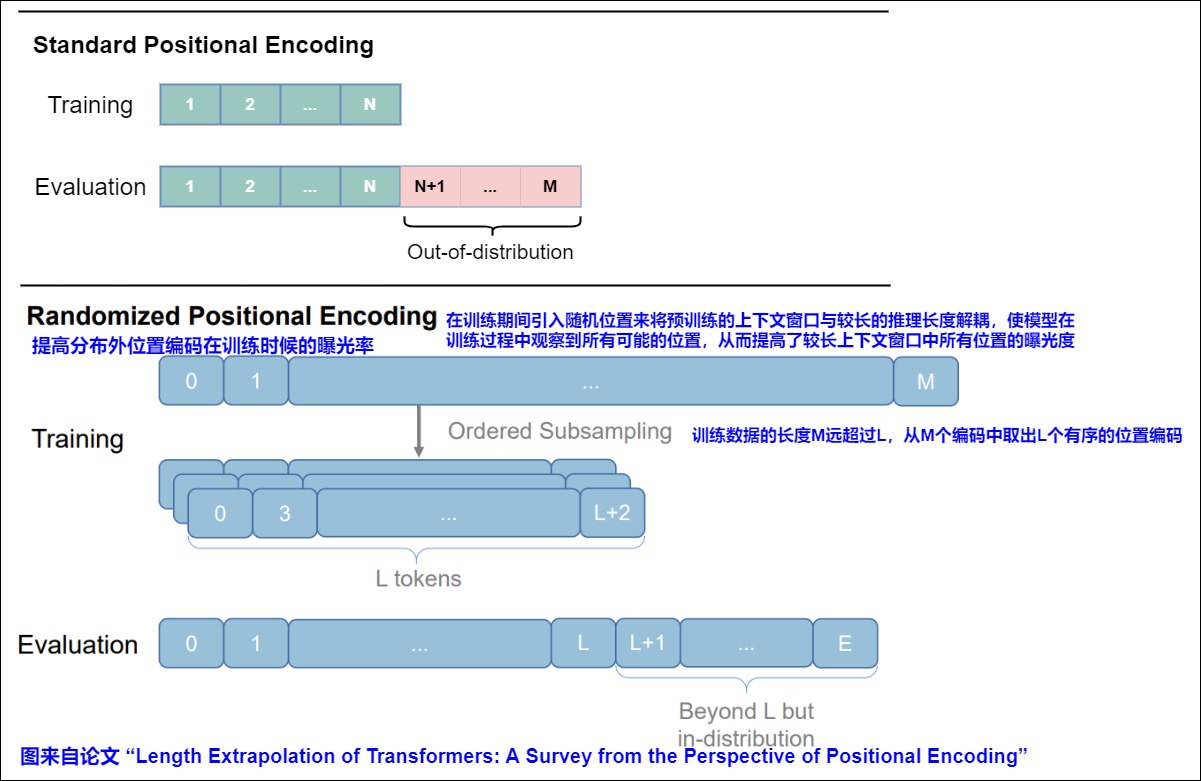 Standard Positional Encoding
Training
1 2 ... N
Evaluation
1 2 ... N N+1 ... M
Out-of-distribution
Randomized Positional Encoding
在训练期间引入随机位置来将预训练的上下文窗口与较长的推理长度解耦，使模型在
训练过程中观察到所有可能的位置，从而提高了较长上下文窗口中所有位置的曝光度
提高分布外位置编码在训练时候的曝光率
0 1 ... M
Training
Ordered Subsampling
训练数据的长度M远超过L，从M个编码中取出L个有序的位置编码
0 3 ... L+2
L tokens
Evaluation
0 1 ... L L+1 ... E
Beyond L but
in-distribution
图来自论文 “Length Extrapolation of Transformers: A Survey from the Perspective of Positional Encoding”